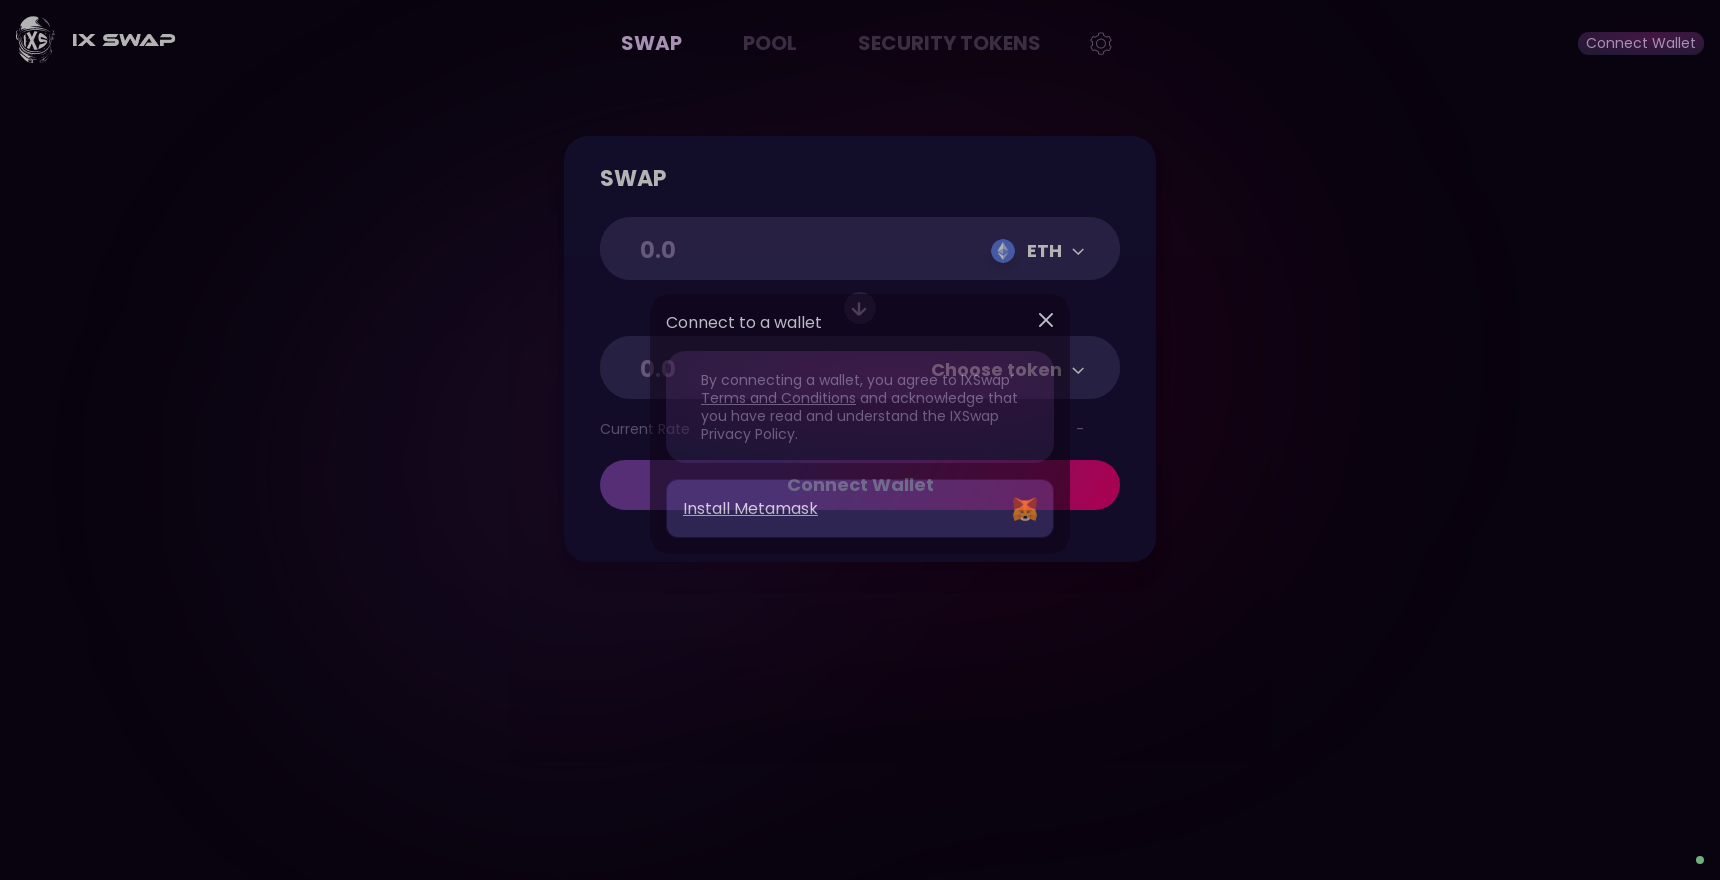 IXS
IX SWAP
SWAP
POOL
SECURITY TOKENS
Connect Wallet
SWAP
0.0
ETH
Connect to a wallet
0.0
Choose token
By connecting a wallet, you agree to IXSwap’
Terms and Conditions and acknowledge that
you have read and understand the IXSwap
Privacy Policy.
Current Rate
-
Connect Wallet
Install Metamask